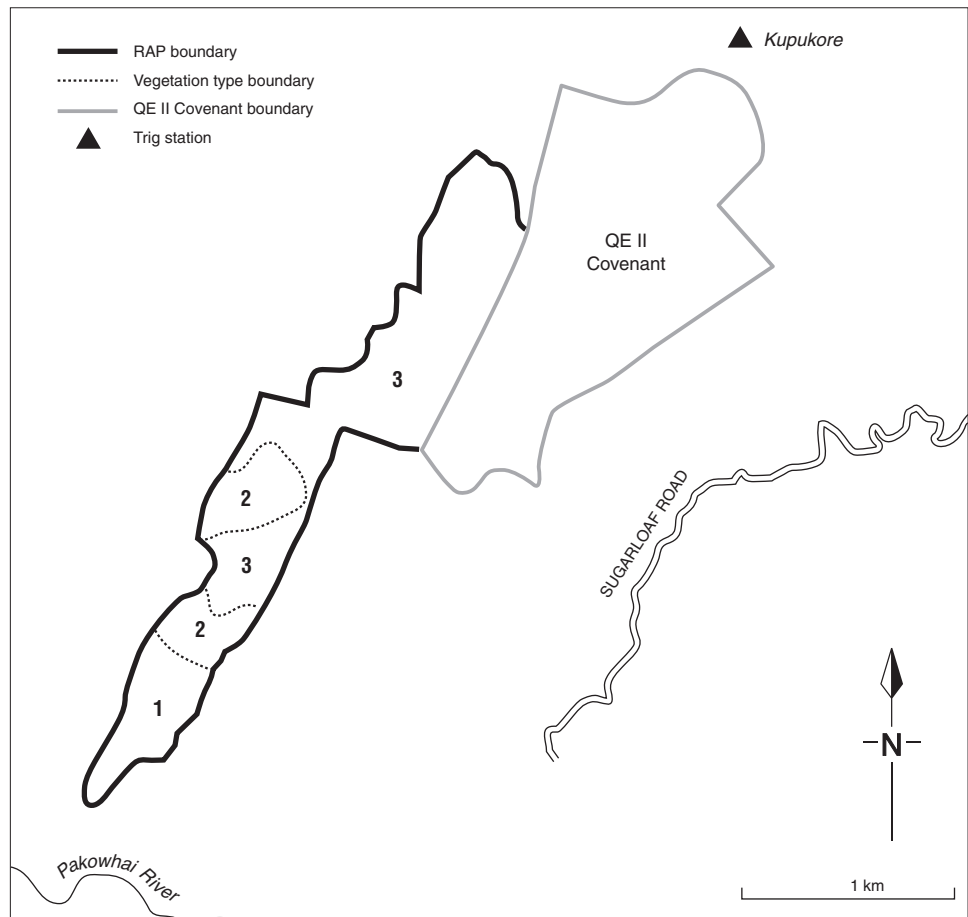 RAP boundary
Vegetation type boundary
QE II Covenant boundary
Trig station
Kupukore
QE II
Covenant
3
2
3
2
1
SUGARLOAF ROAD
N
Pakowhai River
1 km